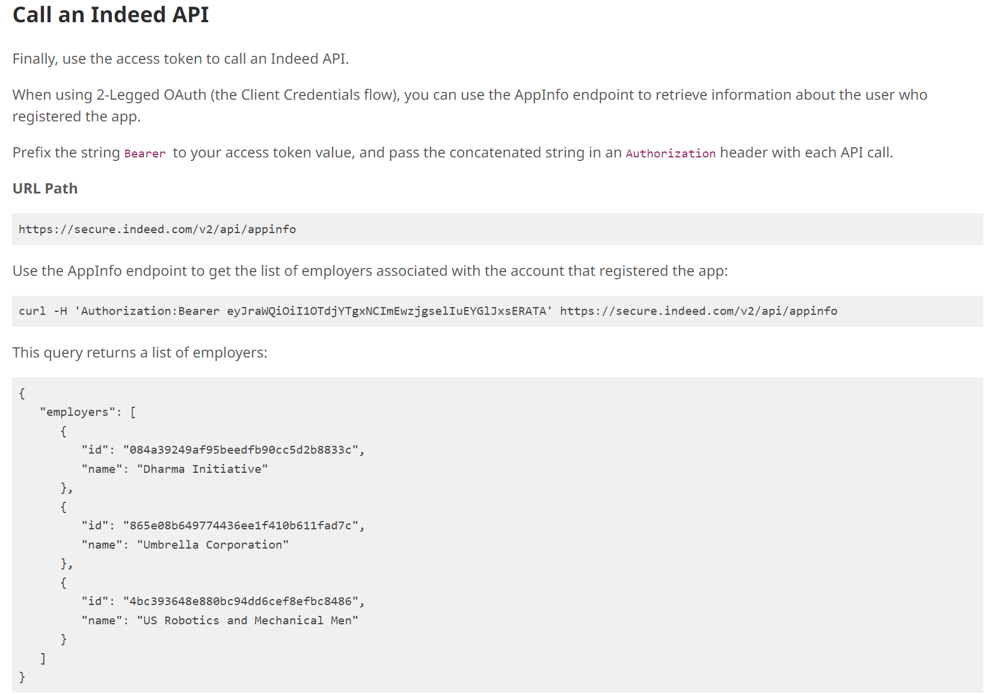 Call an Indeed API
Finally, use the access token to call an Indeed API.
When using 2-Legged OAuth (the Client Credentials flow), you can use the AppInfo endpoint to retrieve information about the user who
registered the app.
Prefix the string Bearer  to your access token value, and pass the concatenated string in an Authorization header with each API call.
URL Path
https://secure.indeed.com/v2/api/appinfo
Use the AppInfo endpoint to get the list of employers associated with the account that registered the app:
curl -H 'Authorization:Bearer eyJraWQiOiI1OTdjYTgxNCImEwzjgselIuEYGlJxsERATA' https://secure.indeed.com/v2/api/appinfo
This query returns a list of employers:
{
   "employers": [
      {
         "id": "084a39249af95beedfb90cc5d2b8833c",
         "name": "Dharma Initiative"
      },
      {
         "id": "865e08b649774436ee1f410b611fad7c",
         "name": "Umbrella Corporation"
      },
      {
         "id": "4bc393648e880bc94dd6cef8efbc8486",
         "name": "US Robotics and Mechanical Men"
      }
   ]
}